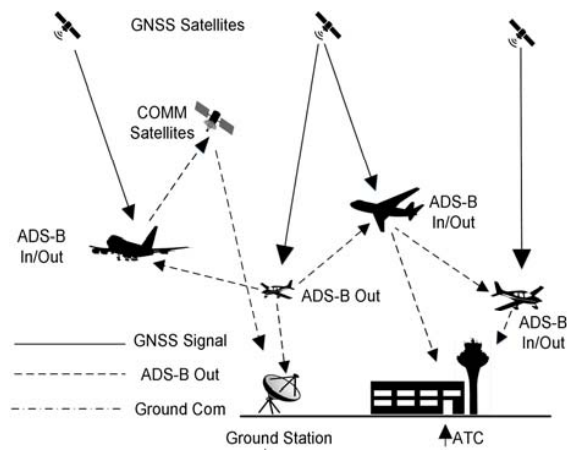 GNSS Satellites
COMM
Satellites
ADS-B
In/Out
ADS-B
In/Out
ADS-B Out
ADS-B
In/Out
GNSS Signal
ADS-B Out
Ground Com
Ground Station
ATC